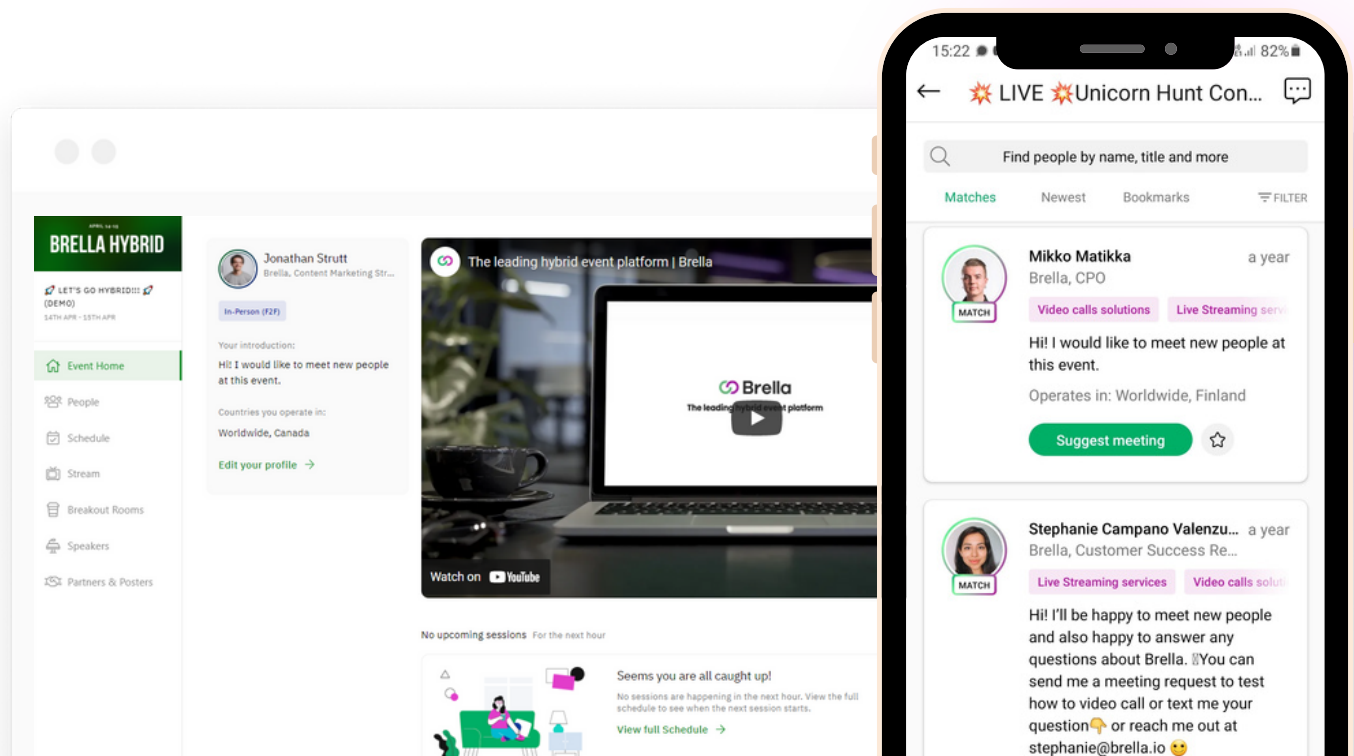 APRIL 14-15
BRELLA HYBRID
🚀 LET'S GO HYBRID!!! 🚀
(DEMO)
14TH APR - 15TH APR
Event Home
People
Schedule
Stream
Breakout Rooms
Speakers
Partners & Posters
Jonathan Strutt
Brella, Content Marketing Str...
In-Person (F2F)
Your introduction:
Hi! I would like to meet new people
at this event.
Countries you operate in:
Worldwide, Canada
Edit your profile →
The leading hybrid event platform | Brella
Brella
The leading hybrid event platform
Watch on YouTube
No upcoming sessions For the next hour
Seems you are all caught up!
No sessions are happening in the next hour. View the full
schedule to see when the next session starts.
View full Schedule →
15:22
82%
← 💥 LIVE 💥Unicorn Hunt Con...
Find people by name, title and more
Matches Newest Bookmarks FILTER
Mikko Matikka a year
Brella, CPO
MATCH
Video calls solutions Live Streaming servi
Hi! I would like to meet new people at
this event.
Operates in: Worldwide, Finland
Suggest meeting
Stephanie Campano Valenzu... a year
Brella, Customer Success Re...
MATCH
Live Streaming services Video calls soluti
Hi! I'll be happy to meet new people
and also happy to answer any
questions about Brella. You can
send me a meeting request to test
how to video call or text me your
question👇 or reach me out at
stephanie@brella.io 🙂